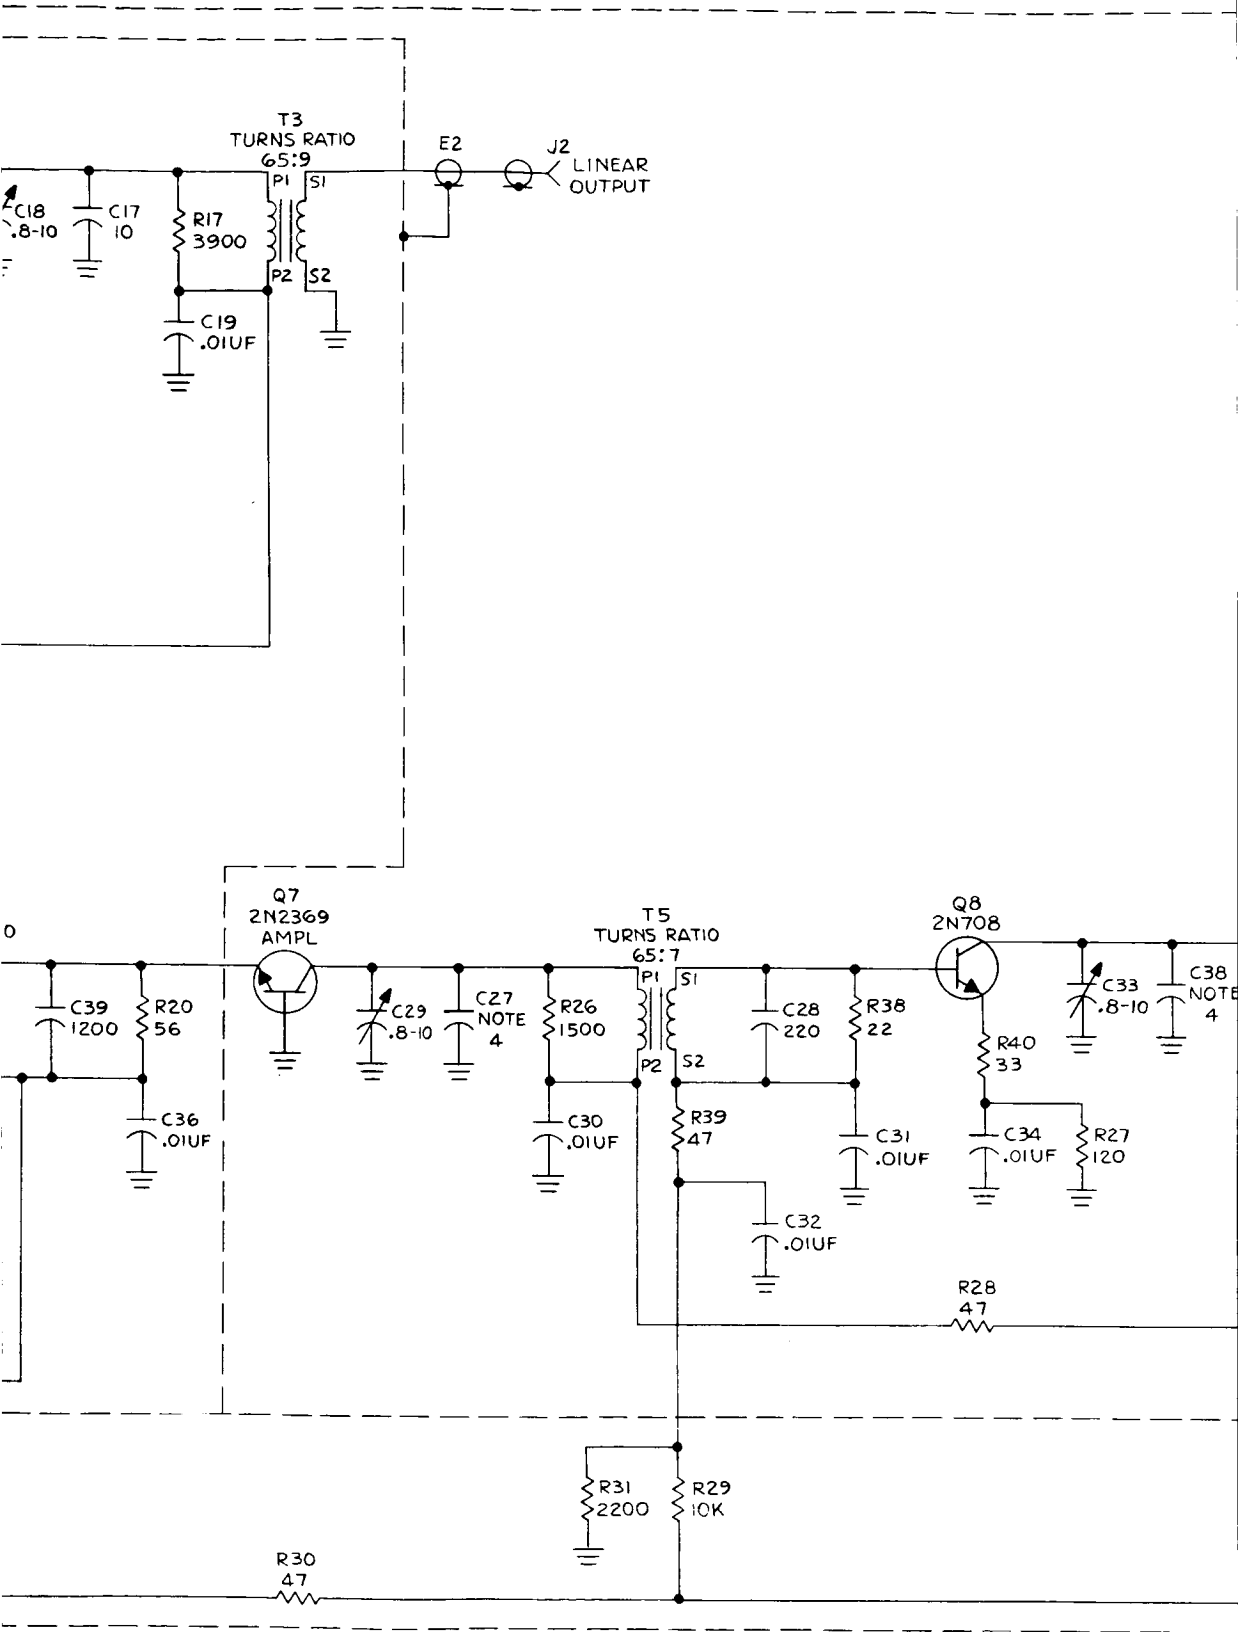 T3
TURNS RATIO
65:9
P1 S1
E2
J2
LINEAR
OUTPUT
C18
.8-10
C17
10
R17
3900
P2 S2
C19
.01UF
Q7
2N2369
AMPL
T5
TURNS RATIO
65:7
P1 S1
Q8
2N708
0
C39
1200
R20
56
C29
.8-10
C27
NOTE
4
R26
1500
C28
220
R38
22
C33
.8-10
C38
NOTE
4
R40
33
P2 S2
C36
.01UF
C30
.01UF
R39
47
C31
.01UF
C34
.01UF
R27
120
C32
.01UF
R28
47
R31
2200
R29
10K
R30
47